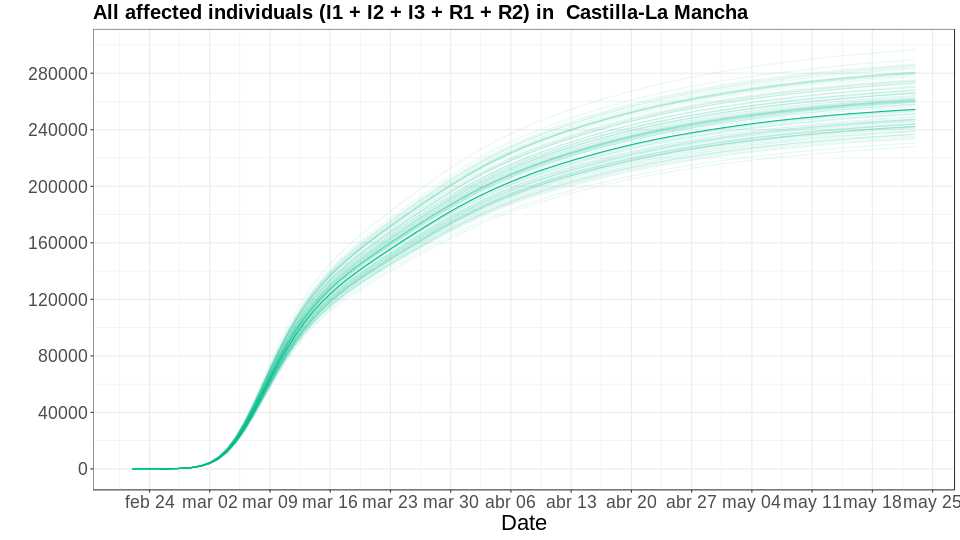 All affected individuals (I1 + I2 + I3 + R1 + R2) in  Castilla-La Mancha
280000
240000
200000
160000
120000
80000
40000
0
feb 24 mar 02 mar 09 mar 16 mar 23 mar 30 abr 06 abr 13 abr 20 abr 27 may 04 may 11 may 18 may 25
Date